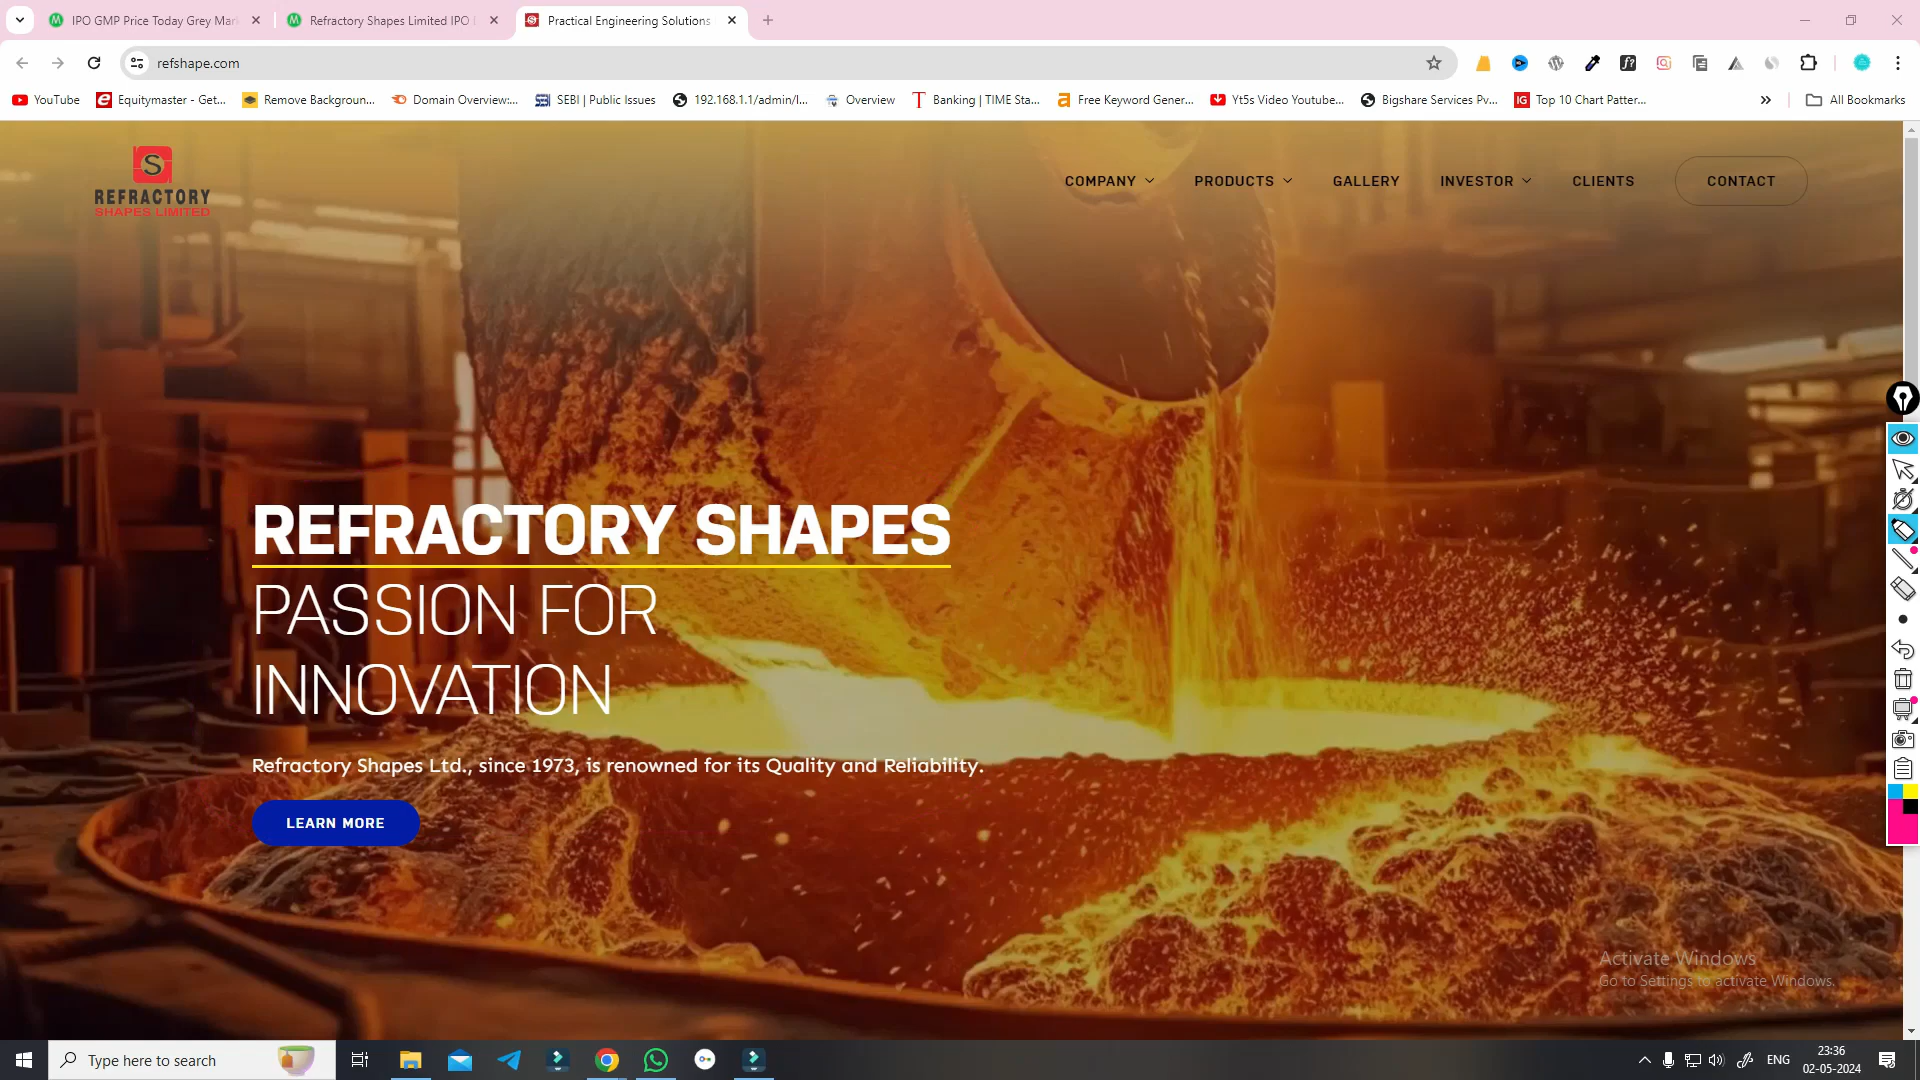 IPO GMP Price Today Grey Mar
Refractory Shapes Limited IPO
Practical Engineering Solutions
refshape.com
YouTube
Equitymaster - Get...
Remove Backgroun...
Domain Overview:...
SEBI | Public Issues
192.168.1.1/admin/l...
Overview
Banking | TIME Sta...
Free Keyword Gener...
Yt5s Video Youtube...
Bigshare Services Pv...
Top 10 Chart Patter...
All Bookmarks
S
REFRACTORY
SHAPES LIMITED
COMPANY
PRODUCTS
GALLERY
INVESTOR
CLIENTS
CONTACT
REFRACTORY SHAPES
PASSION FOR
INNOVATION
Refractory Shapes Ltd., since 1973, is renowned for its Quality and Reliability.
LEARN MORE
Activate Windows
Go to Settings to activate Windows.
Type here to search
ENG
23:36
02-05-2024